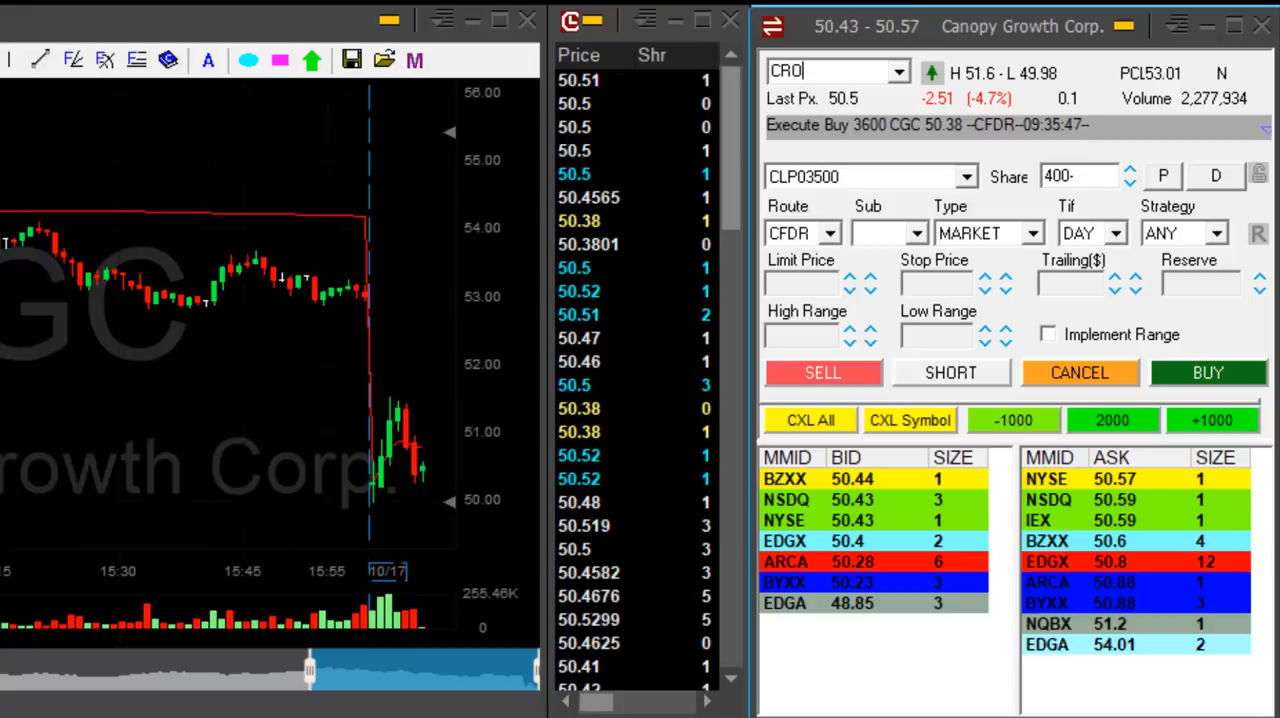 A
M
56.00
55.00
54.00
53.00
52.00
51.00
50.00
GC
rowth Corp.
5
15:30
15:45
15:55
10/17
255.46K
0
Price Shr
50.51 1
50.5 0
50.5 0
50.5 1
50.5 1
50.4565 1
50.38 1
50.3801 0
50.5 1
50.52 1
50.51 2
50.47 1
50.46 1
50.5 3
50.38 0
50.38 1
50.52 1
50.52 1
50.48 1
50.519 3
50.5 3
50.4582 3
50.4676 5
50.5299 5
50.4625 0
50.41 1
50.43 - 50.57 Canopy Growth Corp.
CRO H 51.6 - L 49.98 PCL53.01 N
Last Px. 50.5 -2.51 (-4.7%) 0.1 Volume 2,277,934
Execute Buy 3600 CGC 50.38 --CFDR--09:35:47--
CLP03500 Share 400- P D
Route Sub Type Tif Strategy
CFDR MARKET DAY ANY R
Limit Price Stop Price Trailing($) Reserve
High Range Low Range
Implement Range
SELL SHORT CANCEL BUY
CXL All CXL Symbol -1000 2000 +1000
MMID BID SIZE MMID ASK SIZE
BZXX 50.44 1 NYSE 50.57 1
NSDQ 50.43 3 NSDQ 50.59 1
NYSE 50.43 1 IEX 50.59 1
EDGX 50.4 2 BZXX 50.6 4
ARCA 50.28 6 EDGX 50.8 12
BYXX 50.23 3 ARCA 50.88 1
EDGA 48.85 3 BYXX 50.88 3
NQBX 51.2 1
EDGA 54.01 2